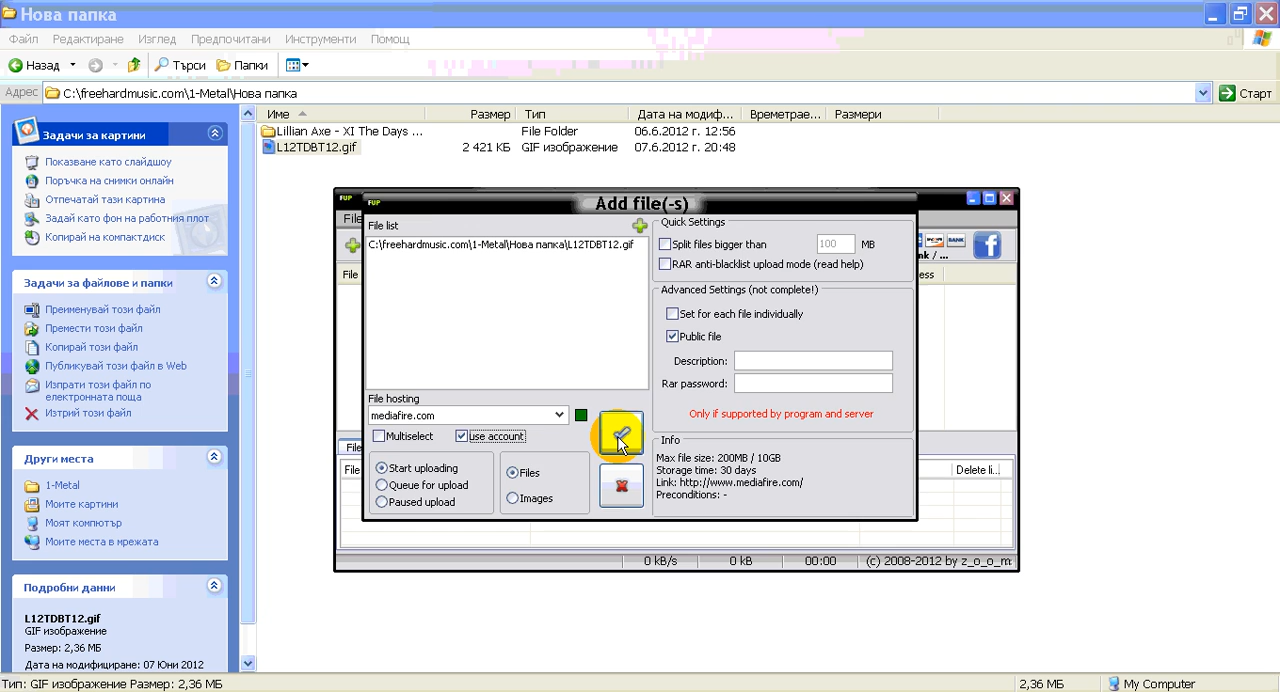 Нова папка
Файл Редактиране Изглед Предпочитани Инструменти Помощ
Назад Търси Папки
Адрес C:\freehardmusic.com\1-Metal\Нова папка Старт
Задачи за картини
Показване като слайдшоу
Поръчка на снимки онлайн
Отпечатай тази картина
Задай като фон на работния плот
Копирай на компактдиск
Задачи за файлове и папки
Преименувай този файл
Премести този файл
Копирай този файл
Публикувай този файл в Web
Изпрати този файл по
електронната поща
Изтрий този файл
Други места
1-Metal
Моите картини
Моят компютър
Моите места в мрежата
Подробни данни
L12TDBT12.gif
GIF изображение
Размер: 2,36 МБ
Дата на модифициране: 07 Юни 2012
Име Размер Тип Дата на модиф... Времетрае... Размери
Lillian Axe - XI The Days ... File Folder 06.6.2012 г. 12:56
L12TDBT12.gif 2 421 КБ GIF изображение 07.6.2012 г. 20:48
FUP
FUP Add file(-s)
File
File
BANK
nk / ...
ess
File list
C:\freehardmusic.com\1-Metal\Нова папка\L12TDBT12.gif
File hosting
mediafire.com
Multiselect Use account
Start uploading
Queue for upload
Paused upload
Files
Images
Quick Settings
Split files bigger than 100 MB
RAR anti-blacklist upload mode (read help)
Advanced Settings (not complete!)
Set for each file individually
Public file
Description:
Rar password:
Only if supported by program and server
Info
Max file size: 200MB / 10GB
Storage time: 30 days
Link: http://www.mediafire.com/
Preconditions: -
File
File
Delete li...
0 kB/s 0 kB 00:00 (c) 2008-2012 by z_o_o_m
Тип: GIF изображение Размер: 2,36 МБ 2,36 МБ My Computer